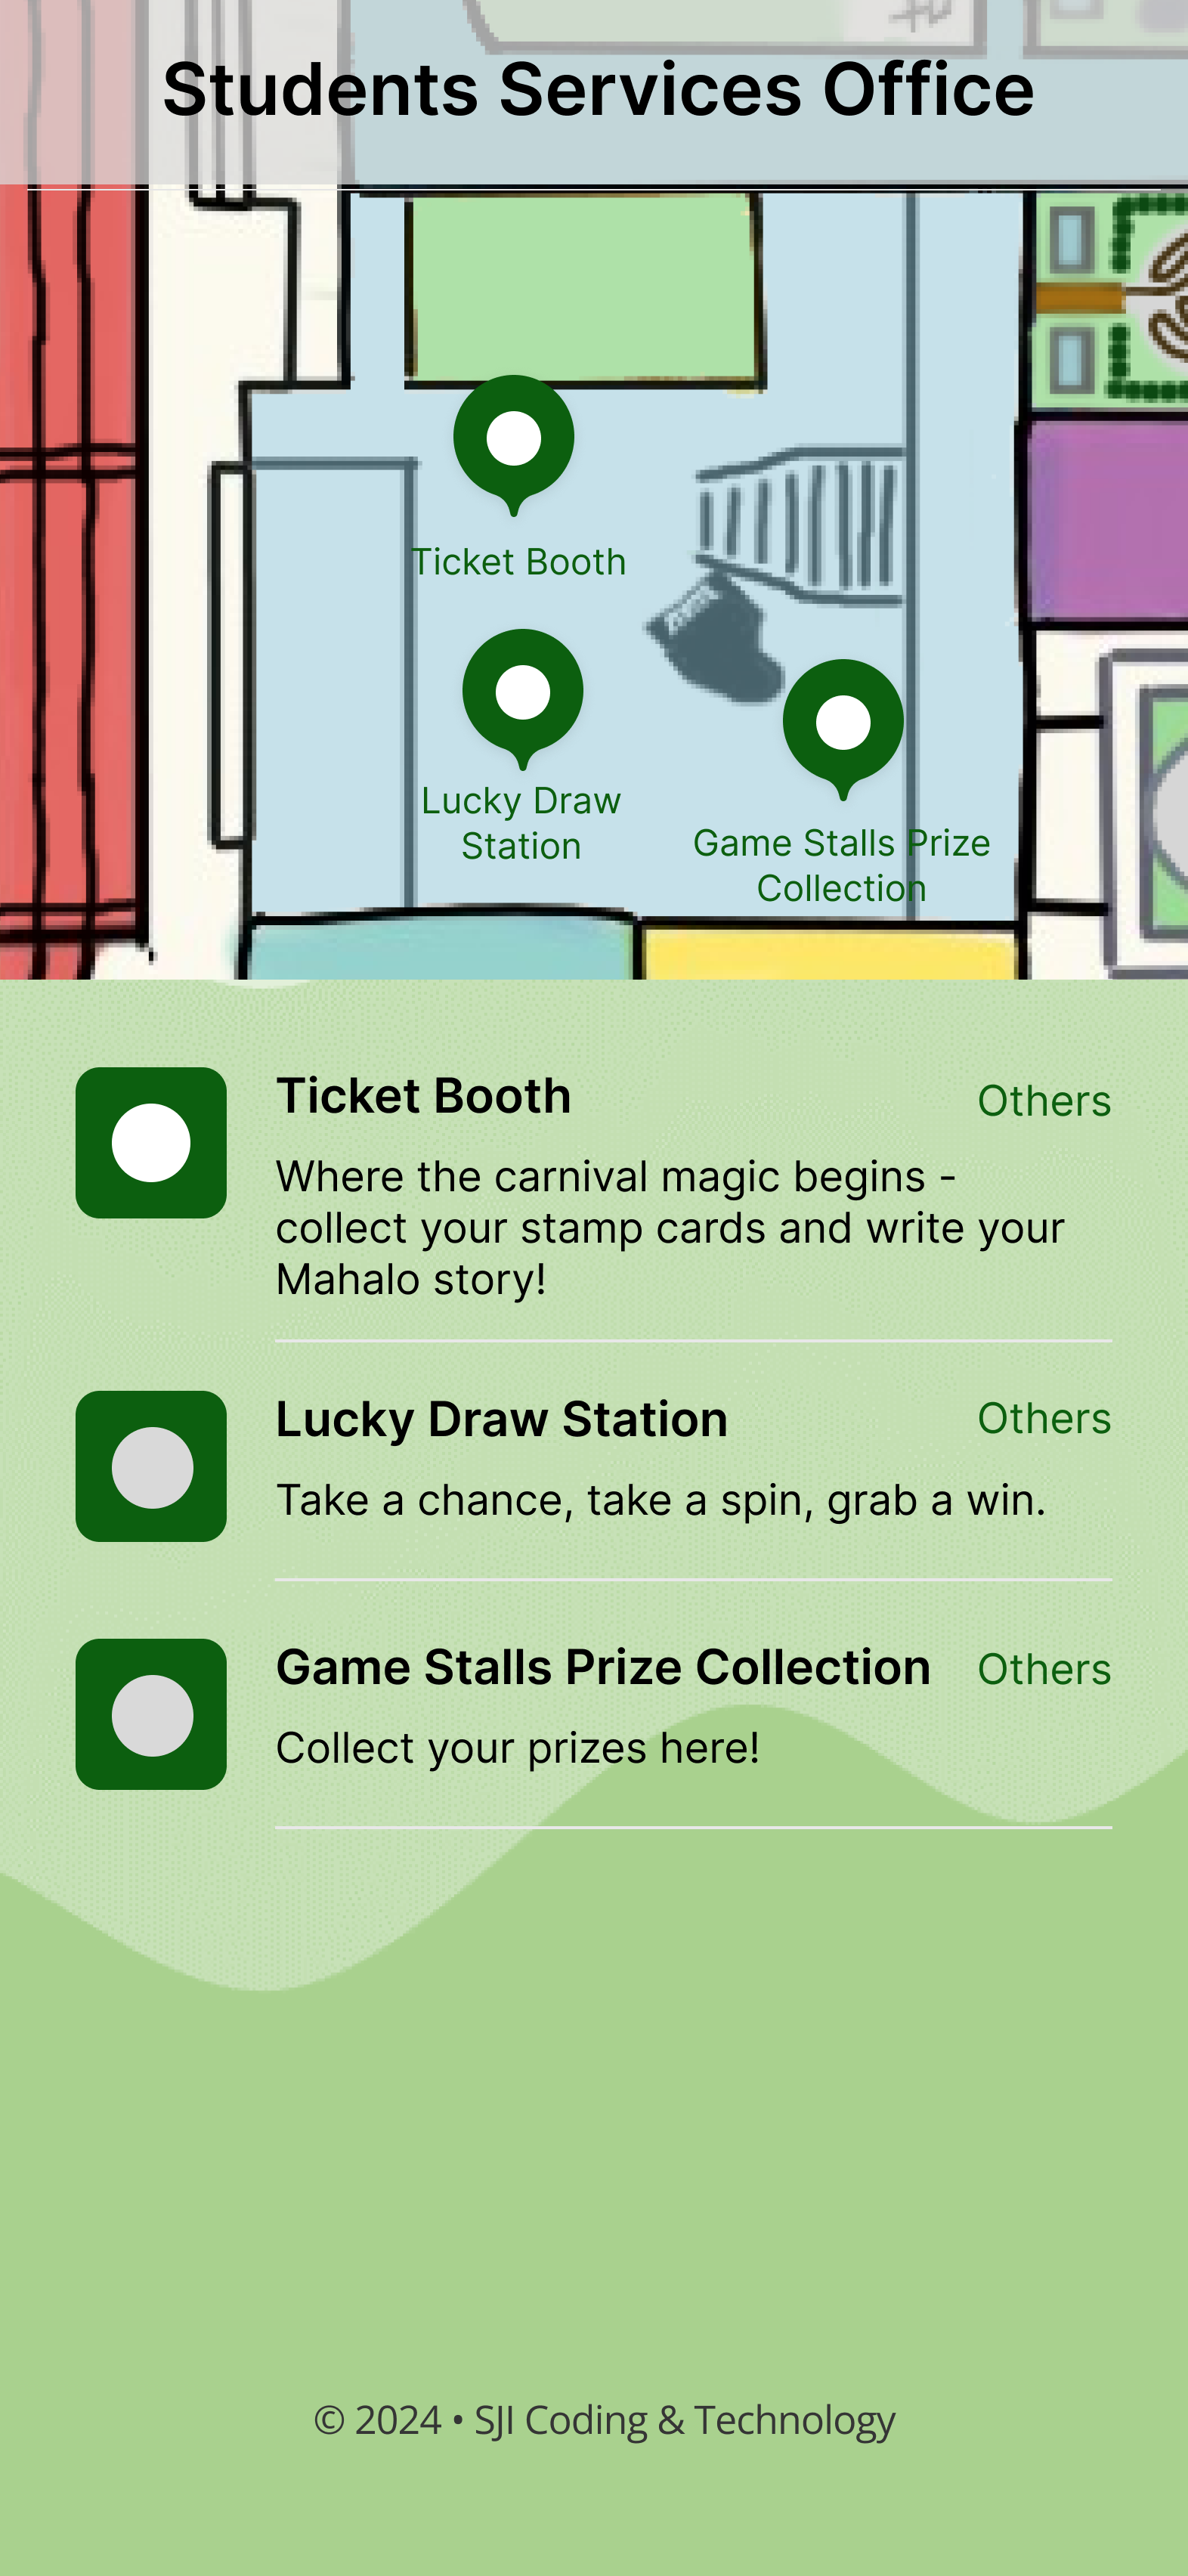 Students Services Office
Ticket Booth
Lucky Draw
Station
Game Stalls Prize
Collection
Ticket Booth
Others
Where the carnival magic begins -
collect your stamp cards and write your
Mahalo story!
Lucky Draw Station
Others
Take a chance, take a spin, grab a win.
Game Stalls Prize Collection
Others
Collect your prizes here!
© 2024 • SJI Coding & Technology